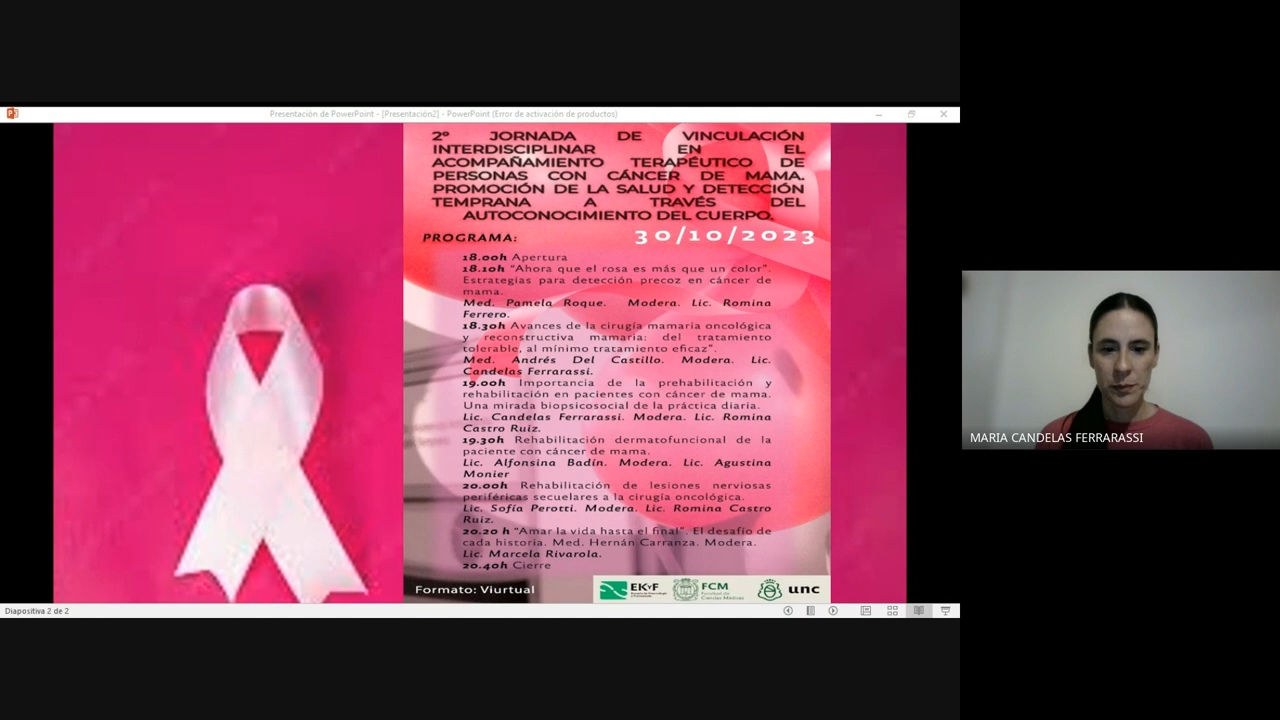 Presentación de PowerPoint - [Presentación2] - PowerPoint (Error de activación de productos)
2º JORNADA DE VINCULACIÓN
INTERDISCIPLINAR EN EL
ACOMPAÑAMIENTO TERAPÉUTICO DE
PERSONAS CON CÁNCER DE MAMA.
PROMOCIÓN DE LA SALUD Y DETECCIÓN
TEMPRANA A TRAVÉS DEL
AUTOCONOCIMIENTO DEL CUERPO.
PROGRAMA:
30/10/2023
18.00h Apertura
18.10h "Ahora que el rosa es más que un color".
Estrategias para detección precoz en cáncer de
mama.
Med. Pamela Roque. Modera. Lic. Romina
Ferrero.
18.30h Avances de la cirugía mamaria oncológica
y reconstructiva mamaria: del tratamiento
tolerable, al mínimo tratamiento eficaz".
Med. Andrés Del Castillo. Modera. Lic.
Candelas Ferrarassi.
19.00h Importancia de la prehabilitación y
rehabilitación en pacientes con cáncer de mama.
Una mirada biopsicosocial de la práctica diaria.
Lic. Candelas Ferrarassi. Modera. Lic. Romina
Castro Ruiz.
19.30h Rehabilitación dermatofuncional de la
paciente con cáncer de mama.
Lic. Alfonsina Badín. Modera. Lic. Agustina
Monier
20.00h Rehabilitación de lesiones nerviosas
periféricas secuelares a la cirugía oncológica.
Lic. Sofía Perotti. Modera. Lic. Romina Castro
Ruiz.
20.20 h "Amar la vida hasta el final". El desafío de
cada historia. Med. Hernán Carranza. Modera.
Lic. Marcela Rivarola.
20.40h Cierre
Formato: Viurtual
EKyF
FCM
Facultad de
Ciencias Médicas
unc
Diapositiva 2 de 2
MARIA CANDELAS FERRARASSI